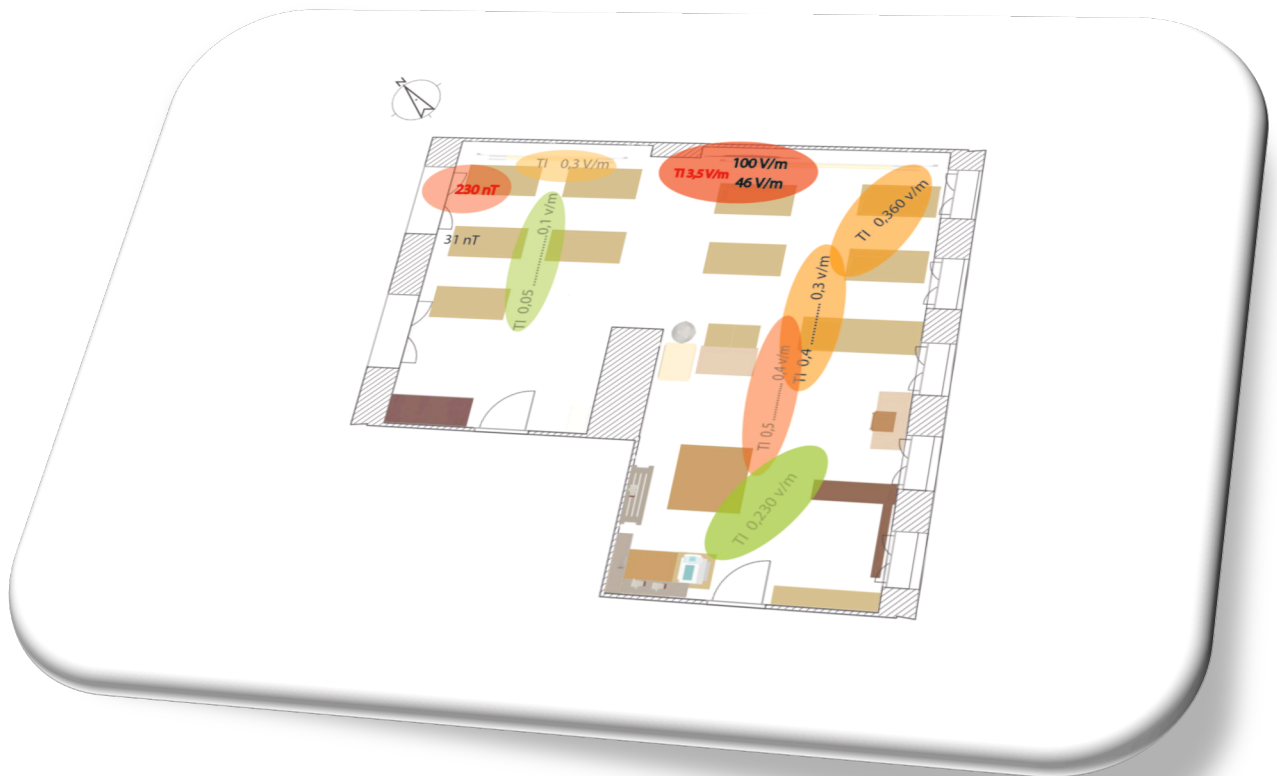 N
TI 0.3 V/m
230 nT
TI 3,5 V/m
100 V/m
46 V/m
TI 0,360 v/m
31 nT
TI 0,05 ..........0,1 v/m
TI 0,4 ..........0,3 v/m
TI 0,5 ..........0,4v/m
TI 0,230 v/m